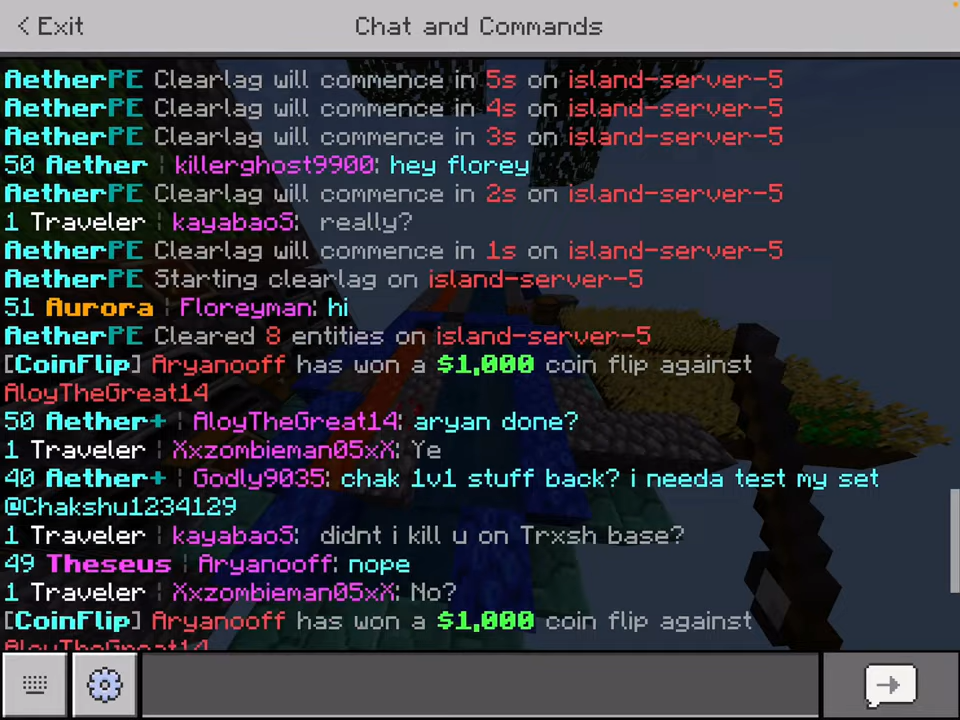 < Exit
Chat and Commands
AetherPE Clearlag will commence in 5s on island-server-5
AetherPE Clearlag will commence in 4s on island-server-5
AetherPE Clearlag will commence in 3s on island-server-5
50 Aether | killerghost9900: hey florey
AetherPE Clearlag will commence in 2s on island-server-5
1 Traveler | kayabaoS: really?
AetherPE Clearlag will commence in 1s on island-server-5
AetherPE Starting clearlag on island-server-5
51 Aurora | Floreyman: hi
AetherPE Cleared 8 entities on island-server-5
[CoinFlip] Aryanooff has won a $1,000 coin flip against
AloyTheGreat14
50 Aether+ | AloyTheGreat14: aryan done?
1 Traveler | Xxzombieman05xX: Ye
40 Aether+ | Godly9035: chak 1v1 stuff back? i needa test my set
@Chakshu1234129
1 Traveler | kayabaoS: didnt i kill u on Trxsh base?
49 Theseus | Aryanooff: nope
1 Traveler | Xxzombieman05xX: No?
[CoinFlip] Aryanooff has won a $1,000 coin flip against
AloyTheGreat14